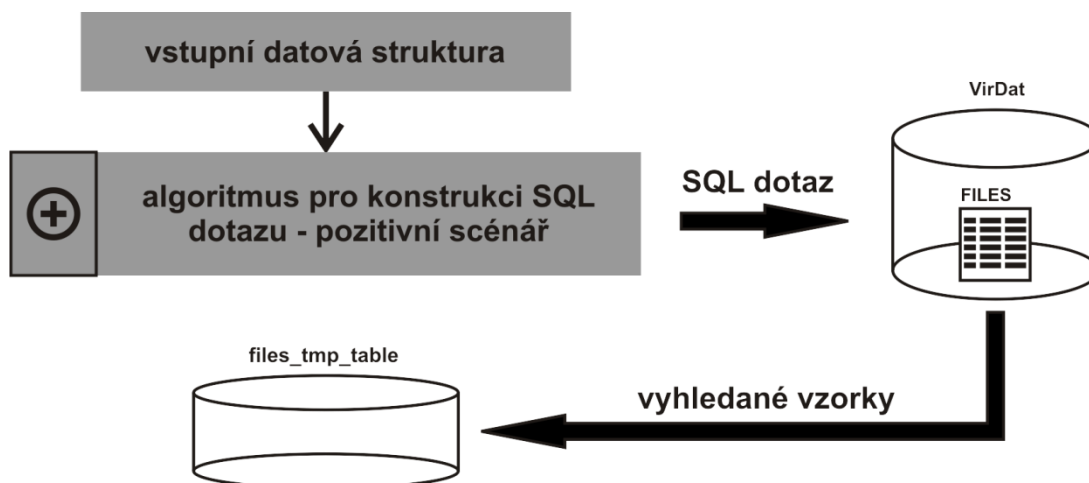 vstupní datová struktura
VirDat
algoritmus pro konstrukci SQL
dotazu - pozitivní scénář
SQL dotaz
FILES
files_tmp_table
vyhledané vzorky